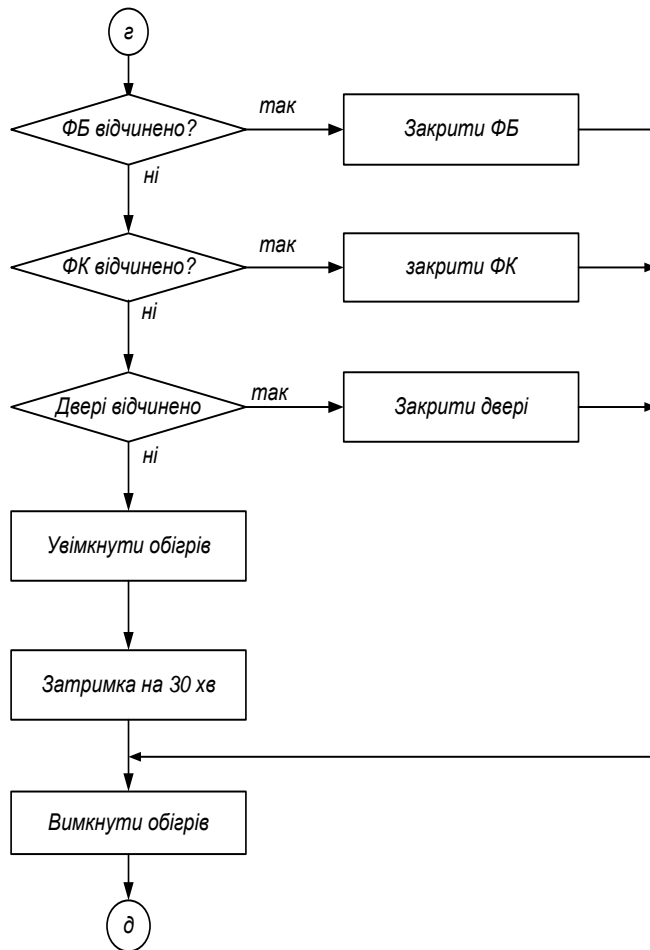 г
ФБ відчинено?
так
Закрити ФБ
ні
ФК відчинено?
так
закрити ФК
ні
Двері відчинено
так
Закрити двері
ні
Увімкнути обігрів
Затримка на 30 хв
Вимкнути обігрів
д